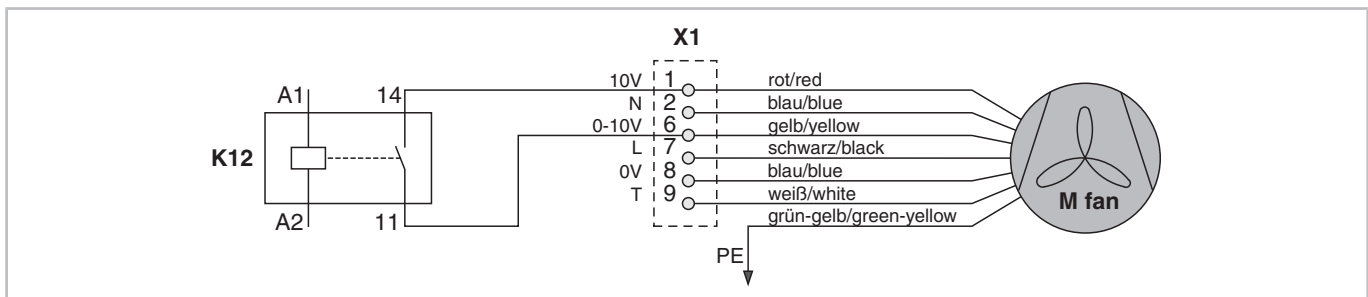 X1
10V 1 rot/red
A1 14 N 2 blau/blue
0-10V 6 gelb/yellow
K12 L 7 schwarz/black
0V 8 blau/blue
T 9 weiß/white
M fan
A2 11 grün-gelb/green-yellow
PE